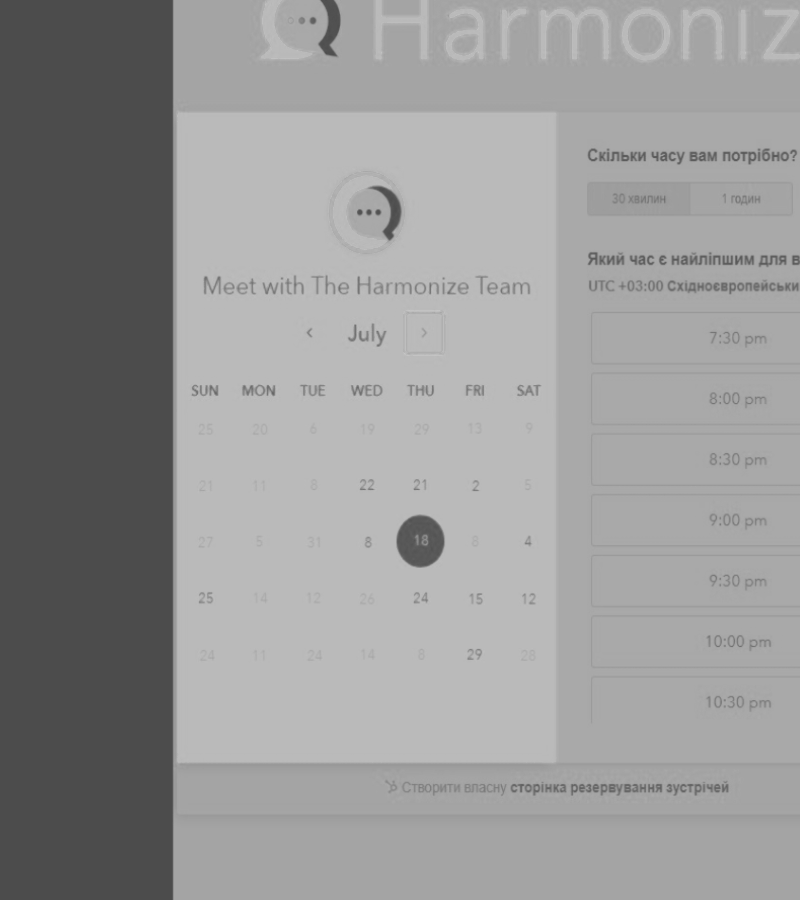 Harmoniz
Meet with The Harmonize Team
July
SUN MON TUE WED THU FRI SAT
25 20 6 19 29 13 9
21 11 8 22 21 2 5
27 5 31 8 18 8 4
25 14 12 26 24 15 12
24 11 24 14 8 29 28
Скільки часу вам потрібно?
30 хвилин 1 годин
Який час є найліпшим для в
UTC +03:00 Східноєвропейськи
7:30 pm
8:00 pm
8:30 pm
9:00 pm
9:30 pm
10:00 pm
10:30 pm
Створити власну сторінка резервування зустрічей